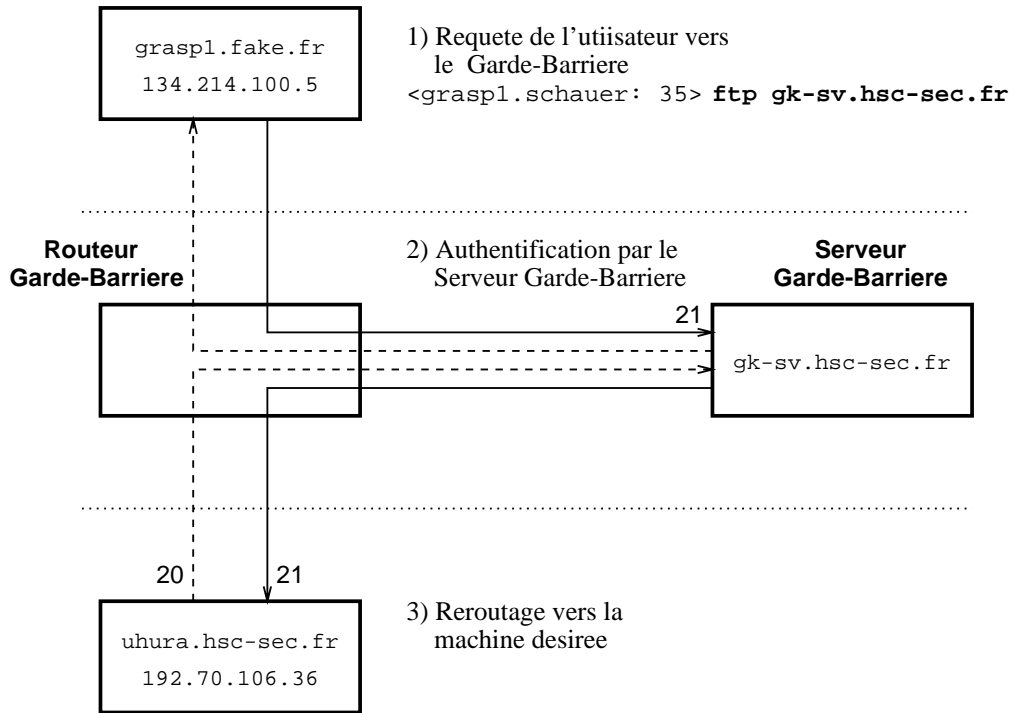 grasp1.fake.fr
134.214.100.5
1) Requete de l'utiisateur vers
le Garde-Barriere
<grasp1.schauer: 35> ftp gk-sv.hsc-sec.fr
Routeur
Garde-Barriere
2) Authentification par le
Serveur Garde-Barriere
Serveur
Garde-Barriere
21
gk-sv.hsc-sec.fr
20
21
uhura.hsc-sec.fr
192.70.106.36
3) Reroutage vers la
machine desiree